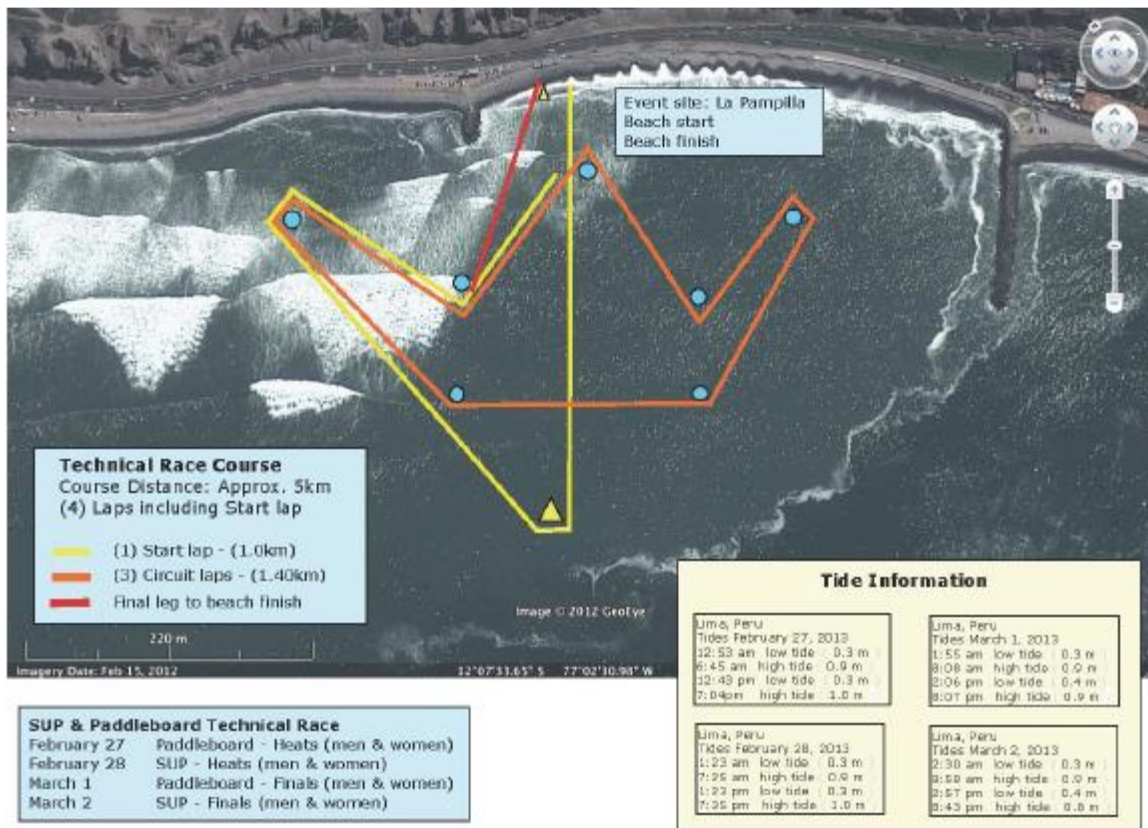 Event site: La Pampilla
Beach start
Beach finish
Technical Race Course
Course Distance: Approx. 5km
(4) Laps including Start lap
(1) Start lap - (1.0km)
(3) Circuit laps - (1.40km)
Final leg to beach finish
220 m
Image © 2012 GeoEye
Imagery Date: Feb 15, 2012
12°07'33.65" S 77°02'30.98" W
Tide Information
Lima, Peru
Tides February 27, 2013
12:53 am low tide ( 0.3 m )
6:45 am high tide ( 0.9 m )
12:43 pm low tide ( 0.3 m )
7:04pm high tide ( 1.0 m )
Lima, Peru
Tides March 1, 2013
1:55 am low tide ( 0.3 m )
8:08 am high tide ( 0.9 m )
2:06 pm low tide ( 0.4 m )
8:07 pm high tide ( 0.9 m )
Lima, Peru
Tides February 28, 2013
1:23 am low tide ( 0.3 m )
7:25 am high tide ( 0.9 m )
1:23 pm low tide ( 0.3 m )
7:35 pm high tide ( 1.0 m )
Lima, Peru
Tides March 2, 2013
2:30 am low tide ( 0.3 m )
am high tide ( 0.9 m )
2:57 pm low tide ( 0.4 m )
8:43 pm high tide ( 0.8 m )
SUP & Paddleboard Technical Race
February 27 Paddleboard - Heats (men & women)
February 28 SUP - Heats (men & women)
March 1 Paddleboard - Finals (men & women)
March 2 SUP - Finals (men & women)